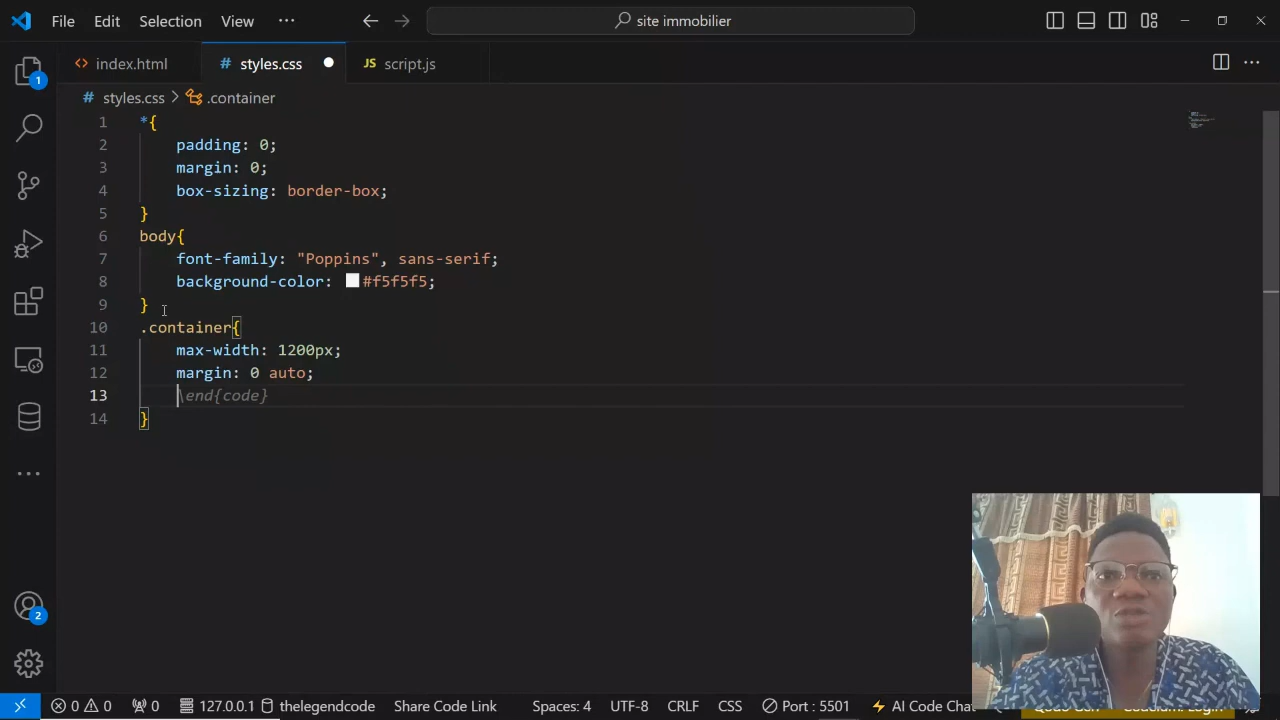 File Edit Selection View ··· site immobilier
index.html # styles.css JS script.js
# styles.css > .container
1 *{
2 padding: 0;
3 margin: 0;
4 box-sizing: border-box;
5 }
6 body{
7 font-family: "Poppins", sans-serif;
8 background-color: #f5f5f5;
9 }
10 .container{
11 max-width: 1200px;
12 margin: 0 auto;
13 \end{code}
14 }
1
2
0 0 0 127.0.0.1 thelegendcode Share Code Link Spaces: 4 UTF-8 CRLF CSS Port : 5501 AI Code Chat